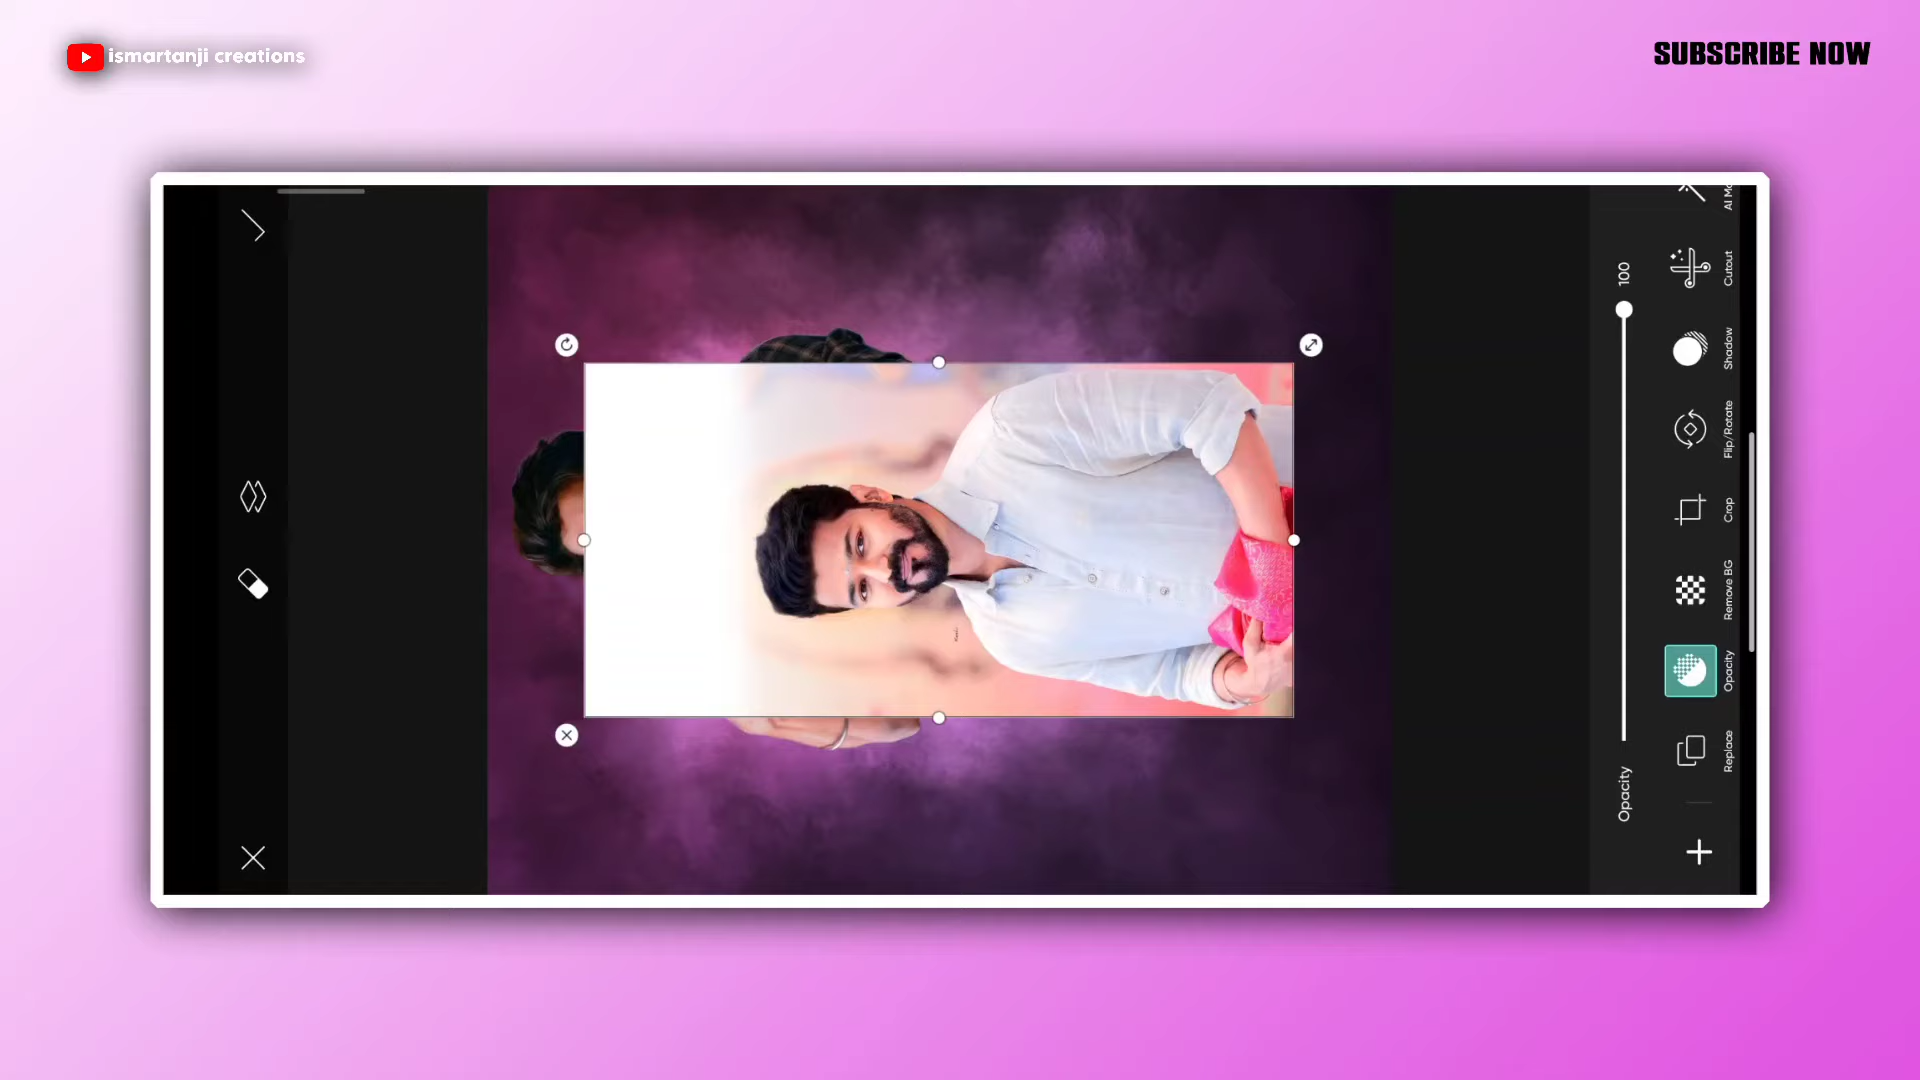 ismartanji creations
SUBSCRIBE NOW
Opacity
100
Replace
Opacity
Remove BG
Crop
Flip/Rotate
Shadow
Cutout